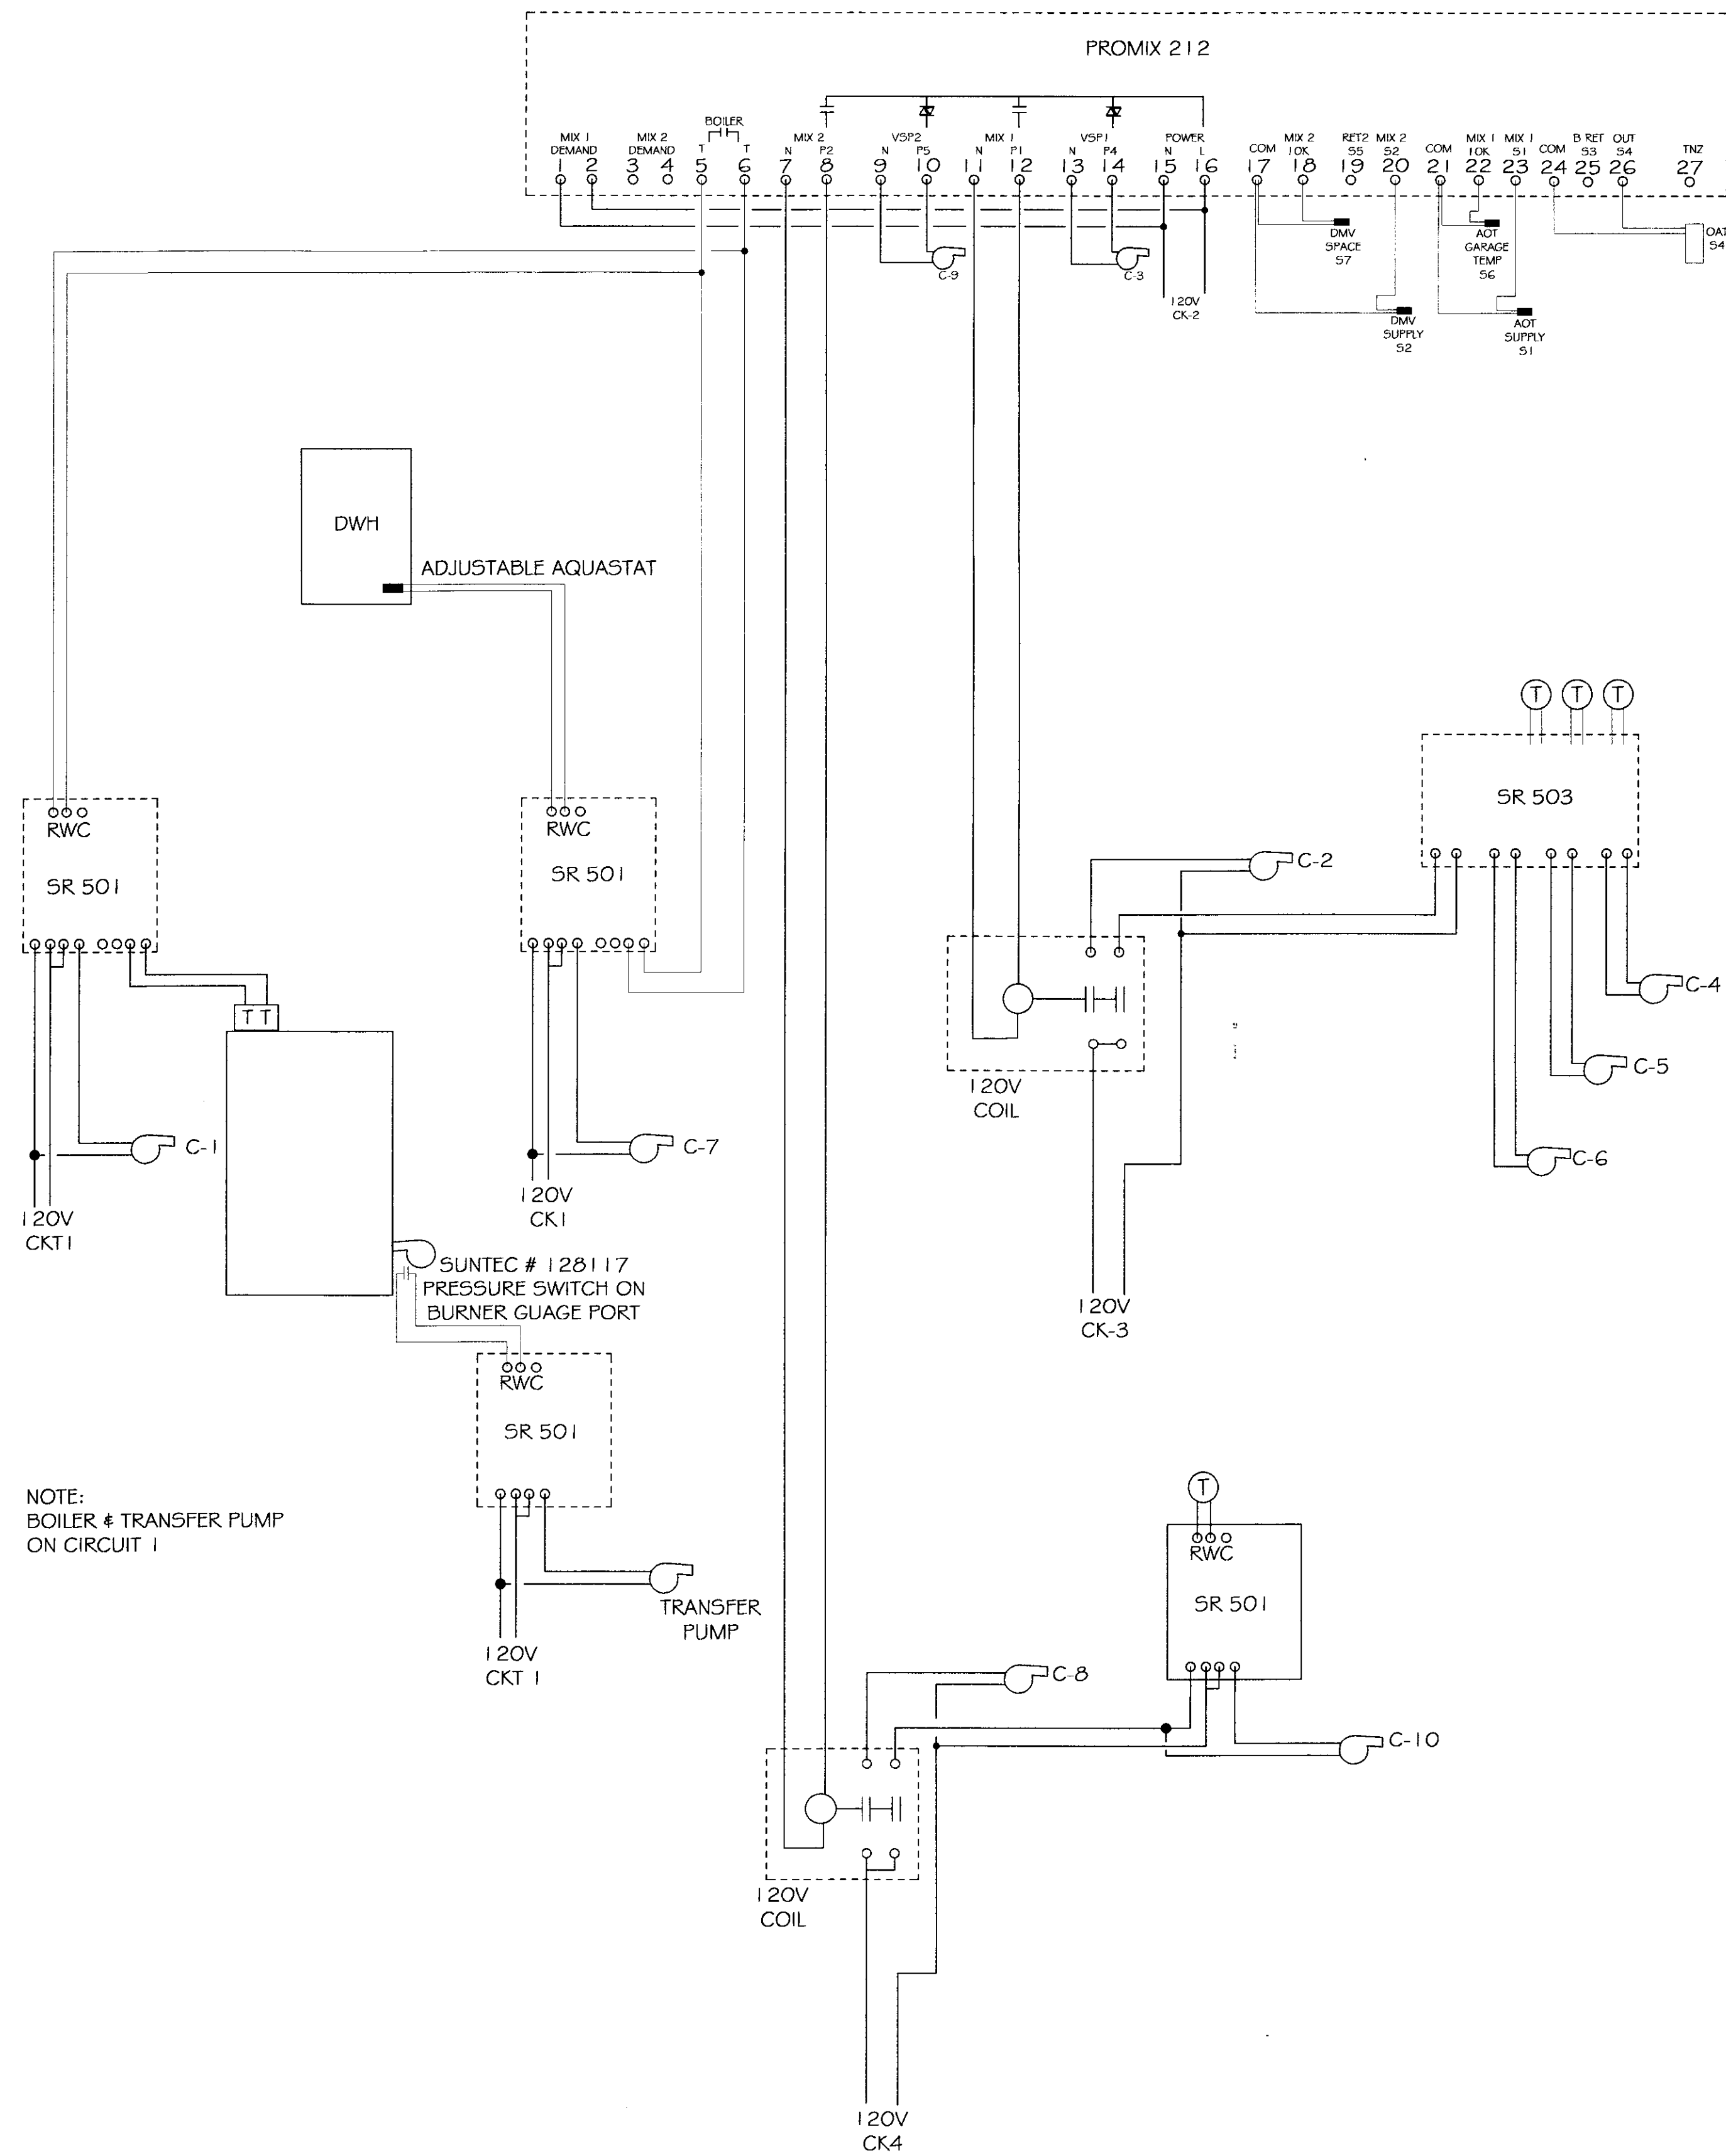 PROMIX 212
BOILER
MIX 1
DEMAND
MIX 2
DEMAND
T
T
MIX 2
N P2
VSP2
N P5
MIX 1
N P1
VSP1
N P4
POWER
N L
COM
MIX 2
10K
RET2
S5
MIX 2
S2
COM
MIX 1
10K
MIX 1
S1
COM
B RET
S3
OUT
S4
TNZ
1 2 3 4 5 6 7 8 9 10 11 12 13 14 15 16 17 18 19 20 21 22 23 24 25 26 27
C-9
C-3
120V
CK-2
DMV
SPACE
S7
DMV
SUPPLY
S2
AOT
GARAGE
TEMP
S6
AOT
SUPPLY
S1
OAT
S4
DWH
ADJUSTABLE AQUASTAT
T T T
SR 503
RWC
SR 501
RWC
SR 501
C-2
C-4
C-5
C-6
T T
120V
COIL
C-1
C-7
120V
CKT1
120V
CK1
SUNTEC # 128117
PRESSURE SWITCH ON
BURNER GUAGE PORT
120V
CK-3
RWC
SR 501
NOTE:
BOILER & TRANSFER PUMP
ON CIRCUIT 1
T
RWC
SR 501
TRANSFER
PUMP
120V
CKT 1
C-8
C-10
120V
COIL
120V
CK4